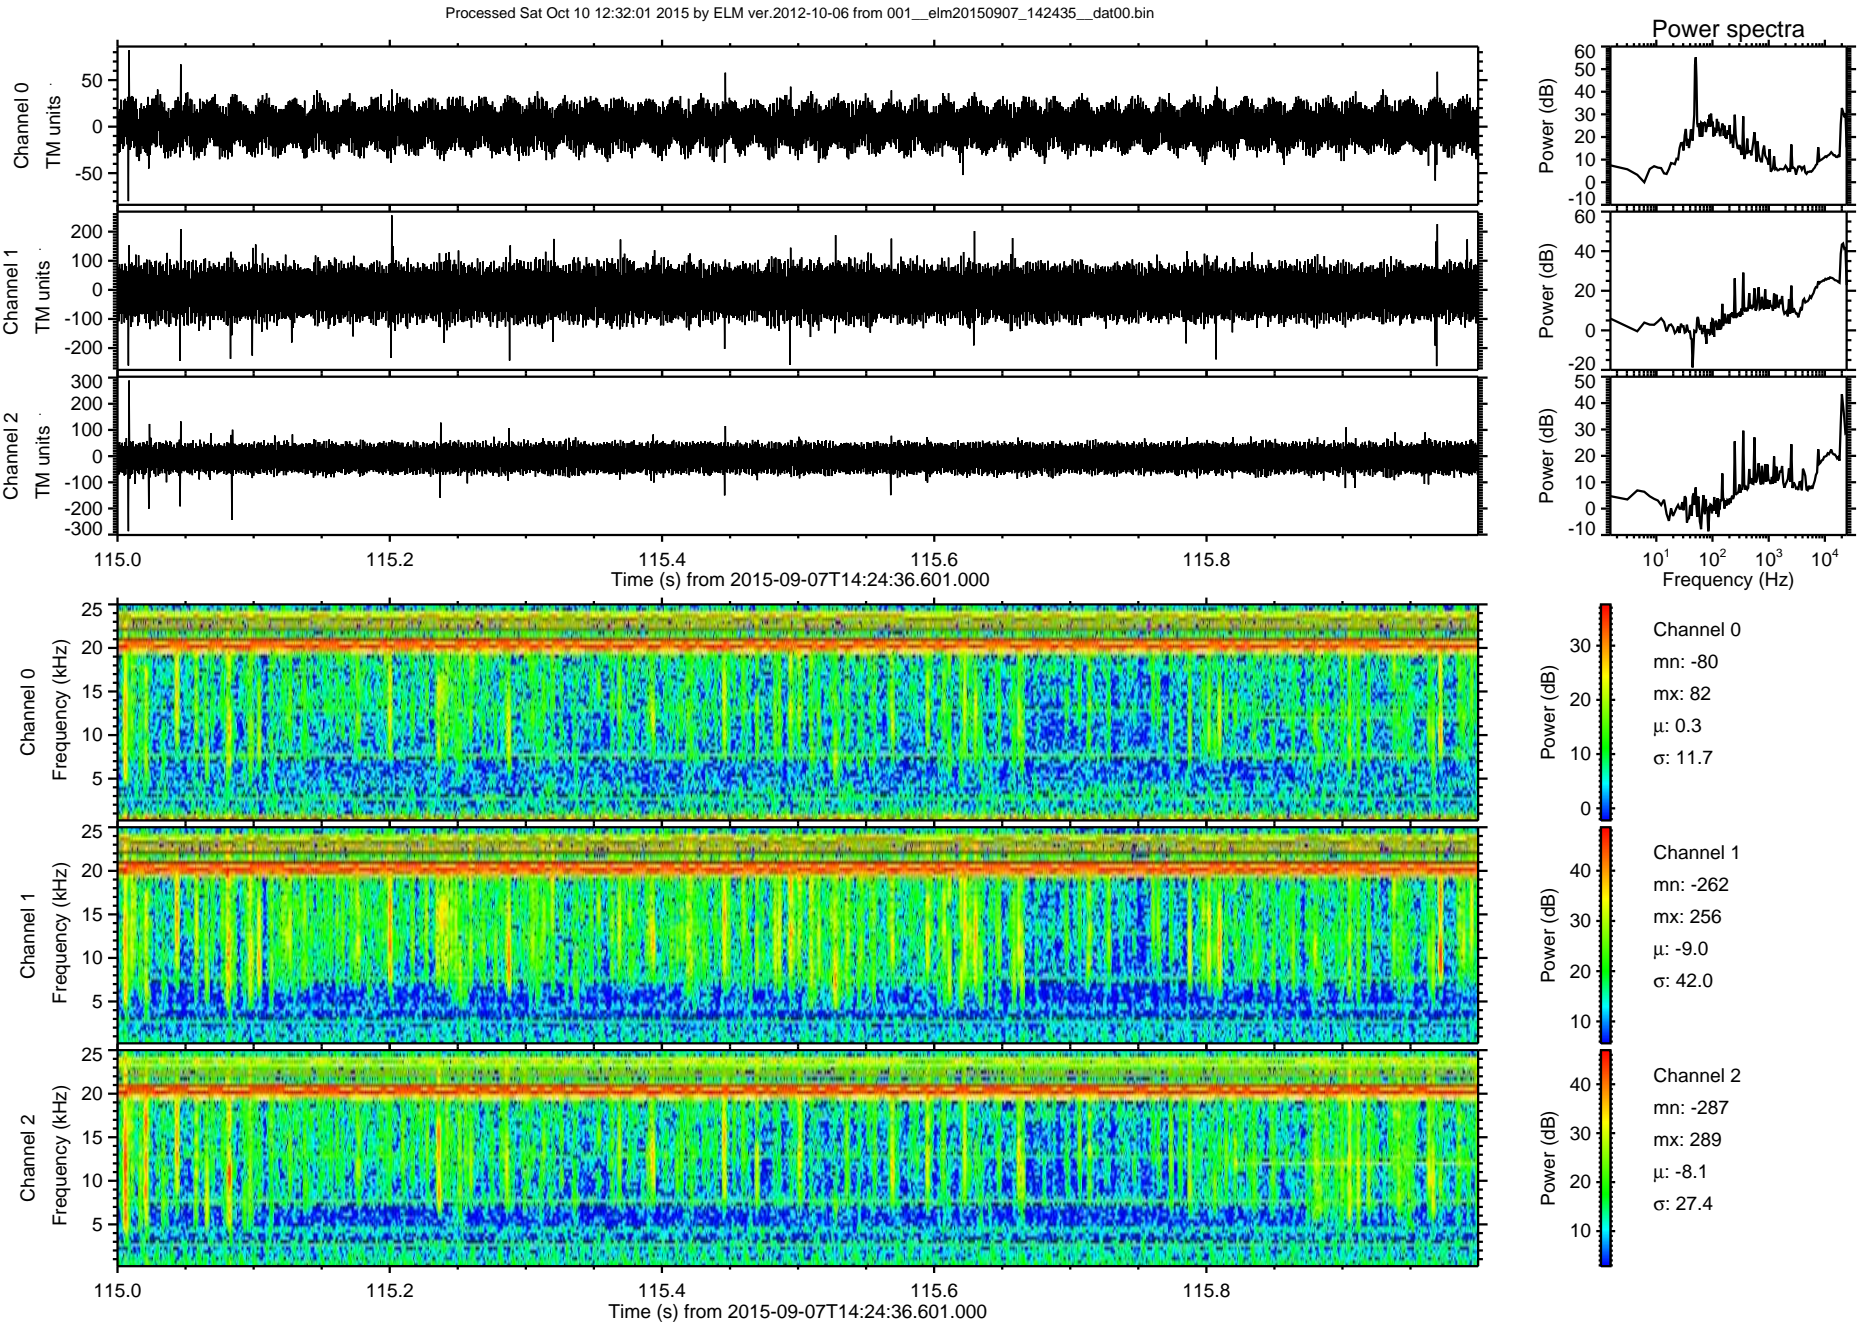 Processed Sat Oct 10 12:32:01 2015 by ELM ver.2012-10-06 from 001__elm20150907_142435__dat00.bin
Power spectra
Channel 0
TM units
50
0
-50
Power (dB)
60
50
40
30
20
10
0
-10
Channel 1
TM units
200
100
0
-100
-200
Power (dB)
60
40
20
0
-20
Channel 2
TM units
300
200
100
0
-100
-200
-300
Power (dB)
50
40
30
20
10
0
-10
115.0 115.2 115.4 115.6 115.8
Time (s) from 2015-09-07T14:24:36.601.000
10^1 10^2 10^3 10^4
Frequency (Hz)
Channel 0
Frequency (kHz)
25
20
15
10
5
Power (dB)
30
20
10
0
Channel 0
mn: -80
mx: 82
μ: 0.3
σ: 11.7
Channel 1
Frequency (kHz)
25
20
15
10
5
Power (dB)
40
30
20
10
Channel 1
mn: -262
mx: 256
μ: -9.0
σ: 42.0
Channel 2
Frequency (kHz)
25
20
15
10
5
Power (dB)
40
30
20
10
Channel 2
mn: -287
mx: 289
μ: -8.1
σ: 27.4
115.0 115.2 115.4 115.6 115.8
Time (s) from 2015-09-07T14:24:36.601.000